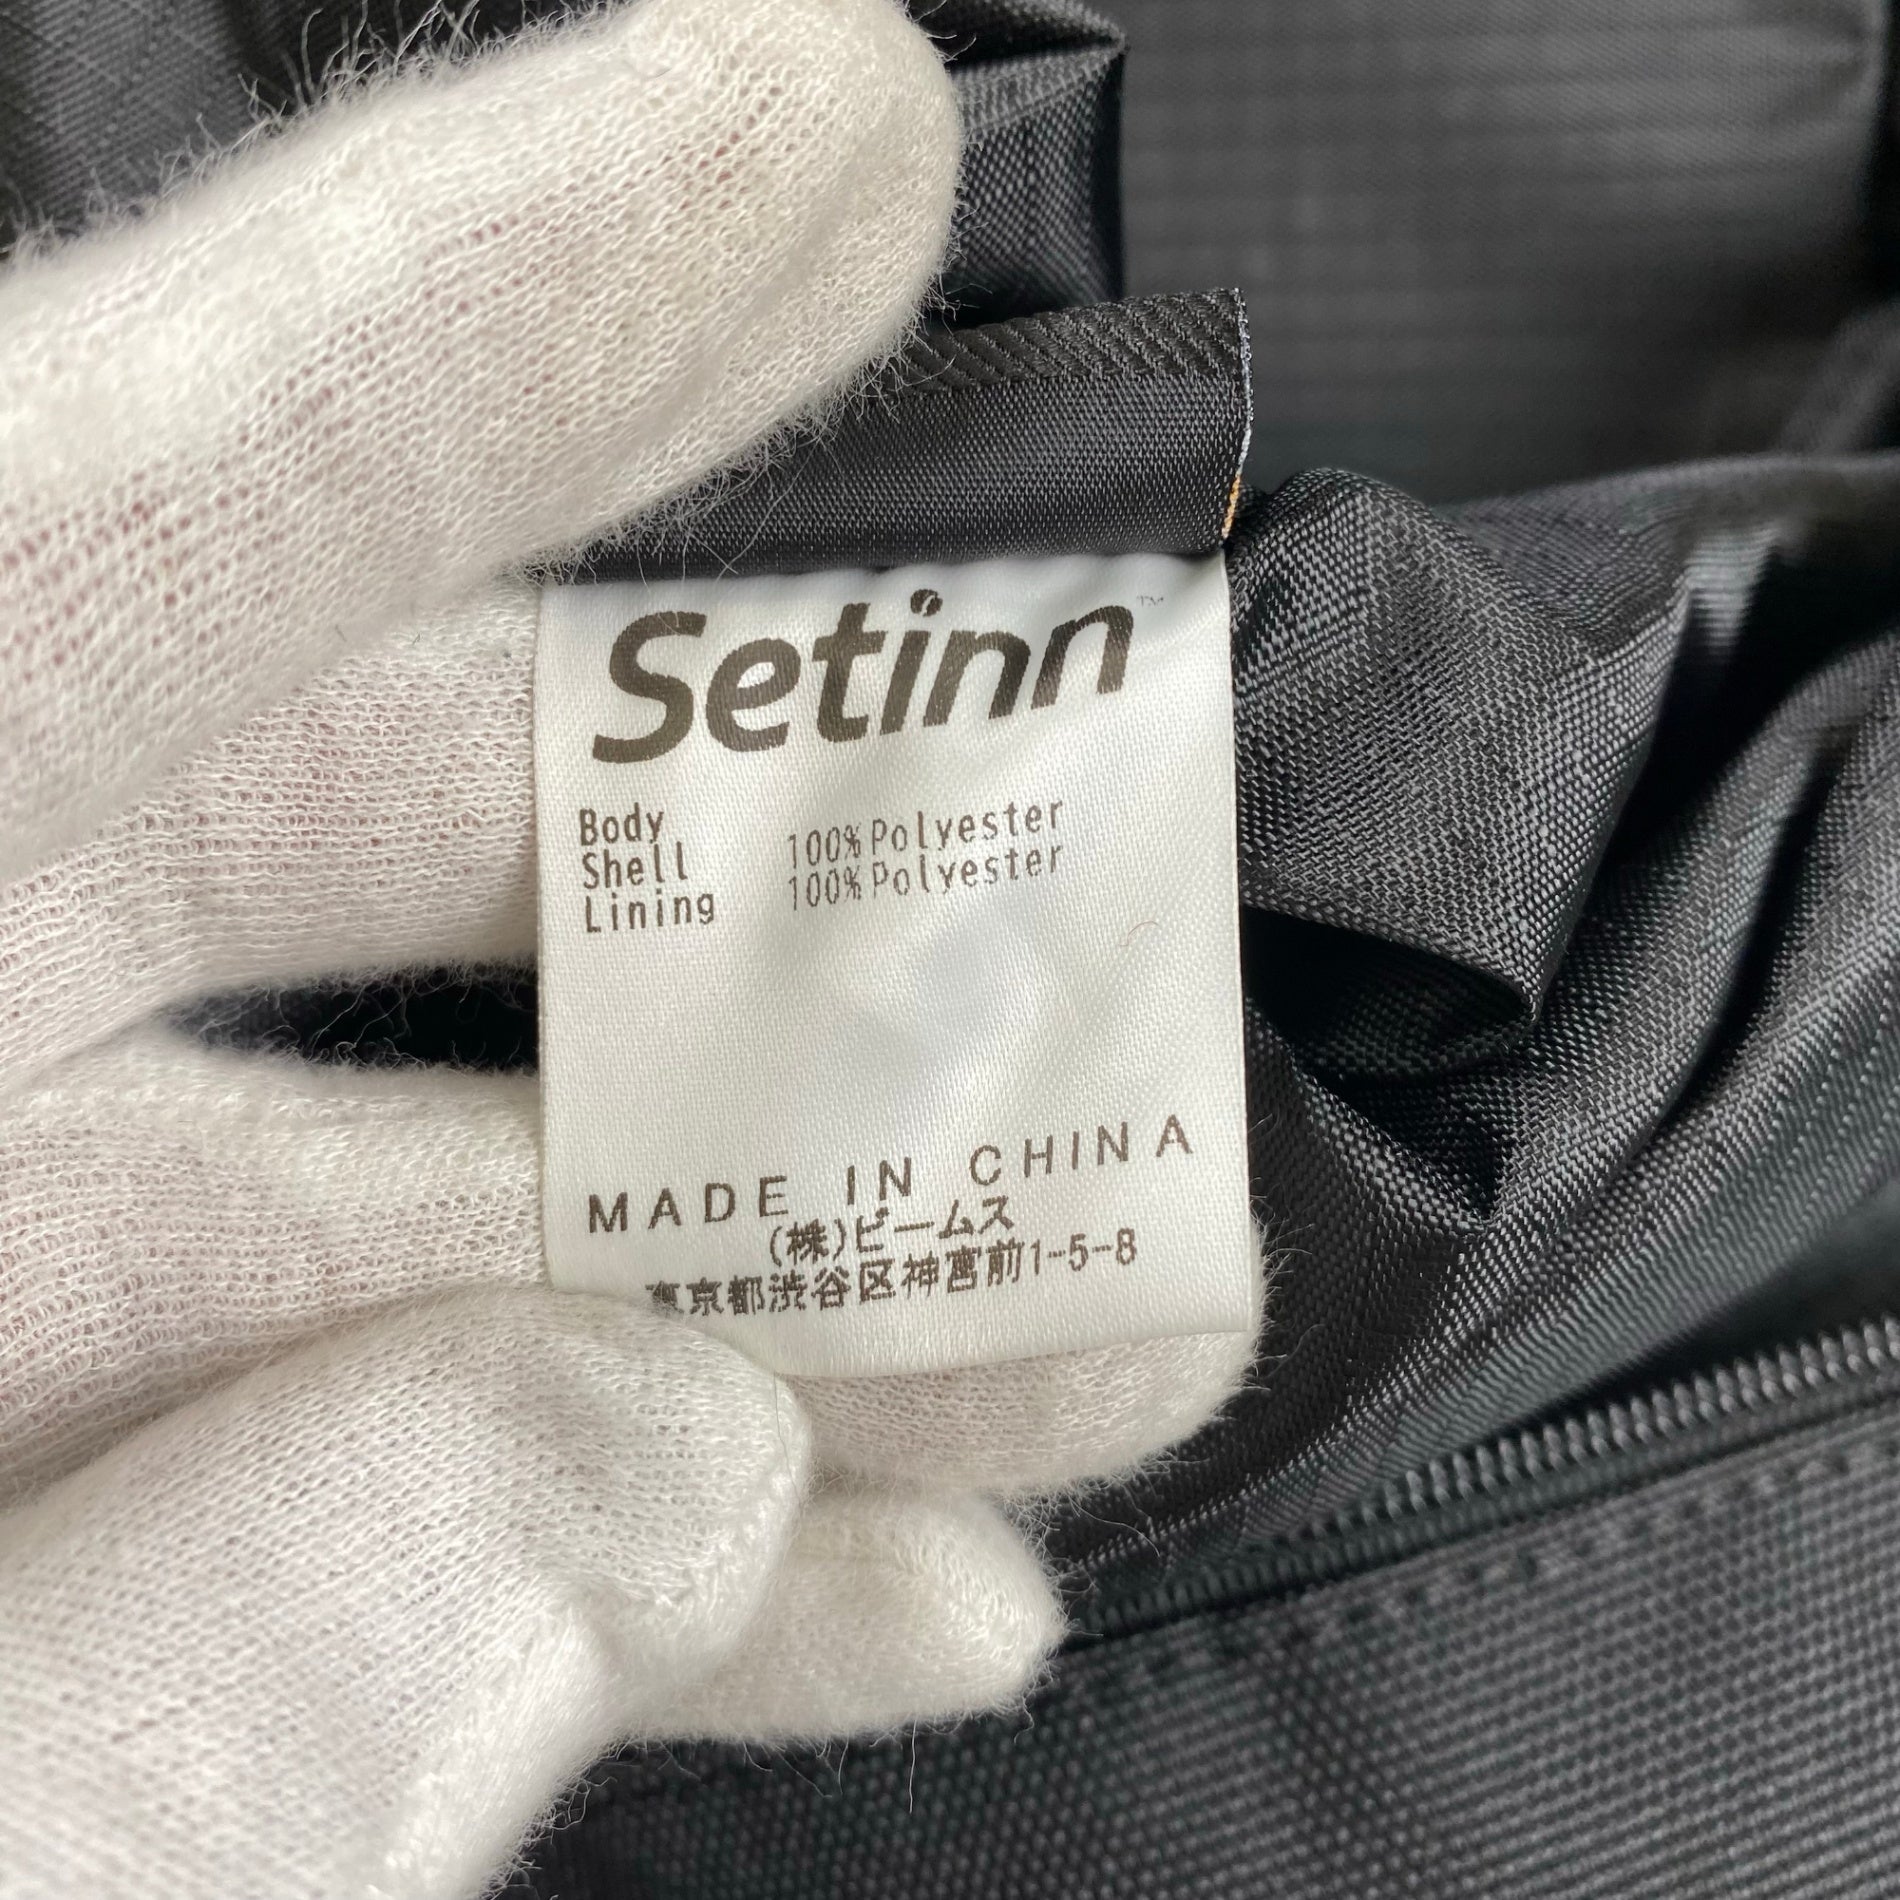 Setinn™
Body
Shell 100%Polyester
Lining 100%Polyester
MADE IN CHINA
(株)ビームス
東京都渋谷区神宮前1-5-8